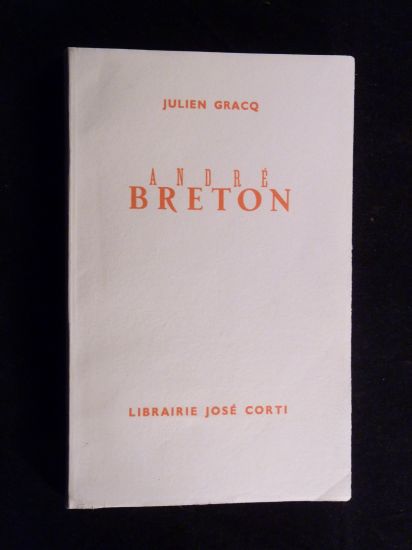 JULIEN GRACQ
ANDRÉ
BRETON
LIBRAIRIE JOSÉ CORTI